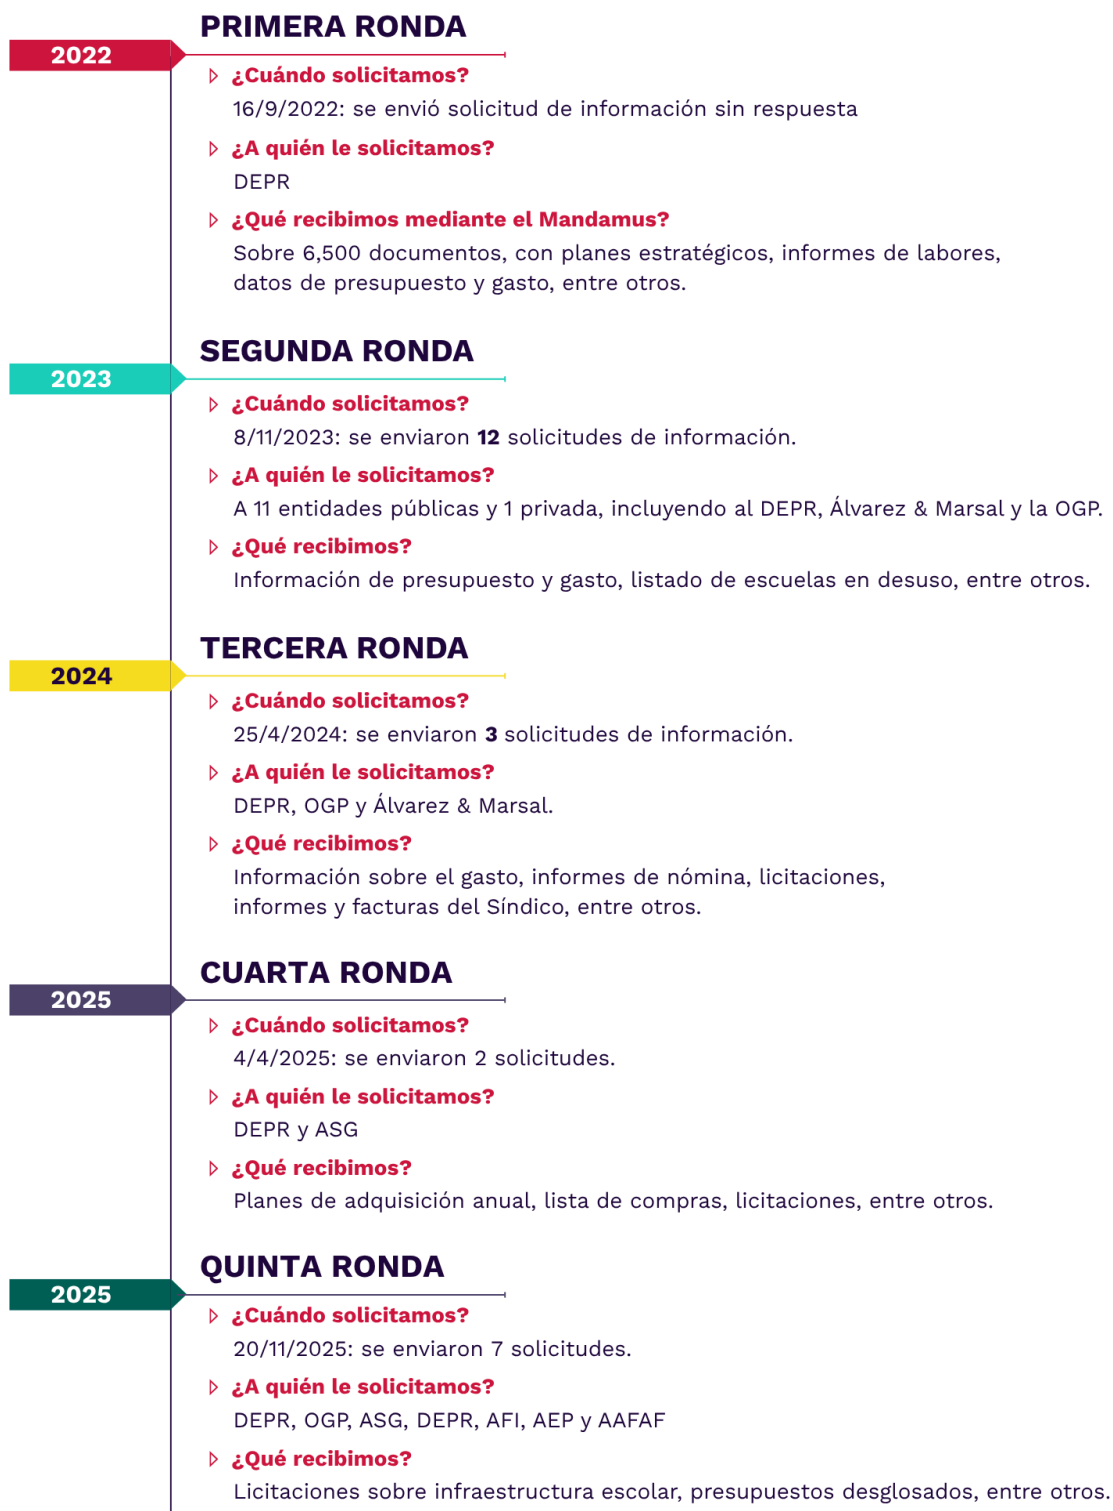 PRIMERA RONDA
2022
¿Cuándo solicitamos?
16/9/2022: se envió solicitud de información sin respuesta
¿A quién le solicitamos?
DEPR
¿Qué recibimos mediante el Mandamus?
Sobre 6,500 documentos, con planes estratégicos, informes de labores,
datos de presupuesto y gasto, entre otros.
SEGUNDA RONDA
2023
¿Cuándo solicitamos?
8/11/2023: se enviaron 12 solicitudes de información.
¿A quién le solicitamos?
A 11 entidades públicas y 1 privada, incluyendo al DEPR, Álvarez & Marsal y la OGP.
¿Qué recibimos?
Información de presupuesto y gasto, listado de escuelas en desuso, entre otros.
TERCERA RONDA
2024
¿Cuándo solicitamos?
25/4/2024: se enviaron 3 solicitudes de información.
¿A quién le solicitamos?
DEPR, OGP y Álvarez & Marsal.
¿Qué recibimos?
Información sobre el gasto, informes de nómina, licitaciones,
informes y facturas del Síndico, entre otros.
CUARTA RONDA
2025
¿Cuándo solicitamos?
4/4/2025: se enviaron 2 solicitudes.
¿A quién le solicitamos?
DEPR y ASG
¿Qué recibimos?
Planes de adquisición anual, lista de compras, licitaciones, entre otros.
QUINTA RONDA
2025
¿Cuándo solicitamos?
20/11/2025: se enviaron 7 solicitudes.
¿A quién le solicitamos?
DEPR, OGP, ASG, DEPR, AFI, AEP y AAFAF
¿Qué recibimos?
Licitaciones sobre infraestructura escolar, presupuestos desglosados, entre otros.